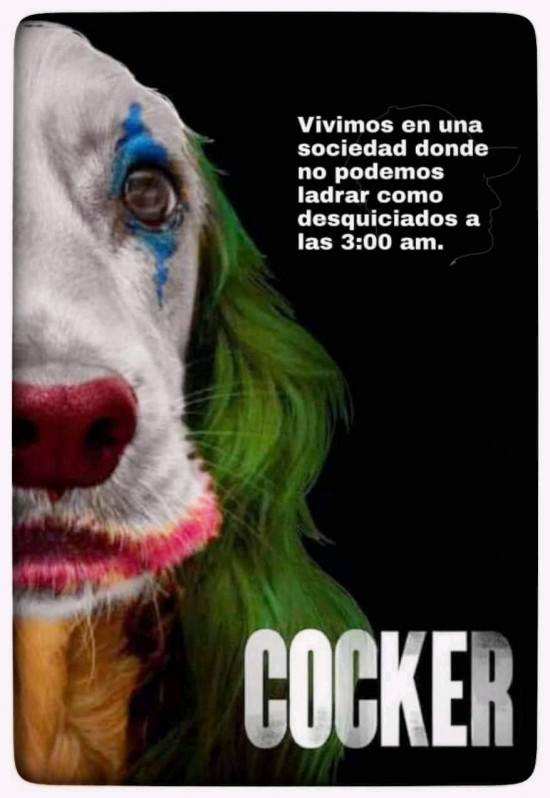 Vivimos en una
sociedad donde
no podemos
ladrar como
desquiciados a
las 3:00 am.
COCKER